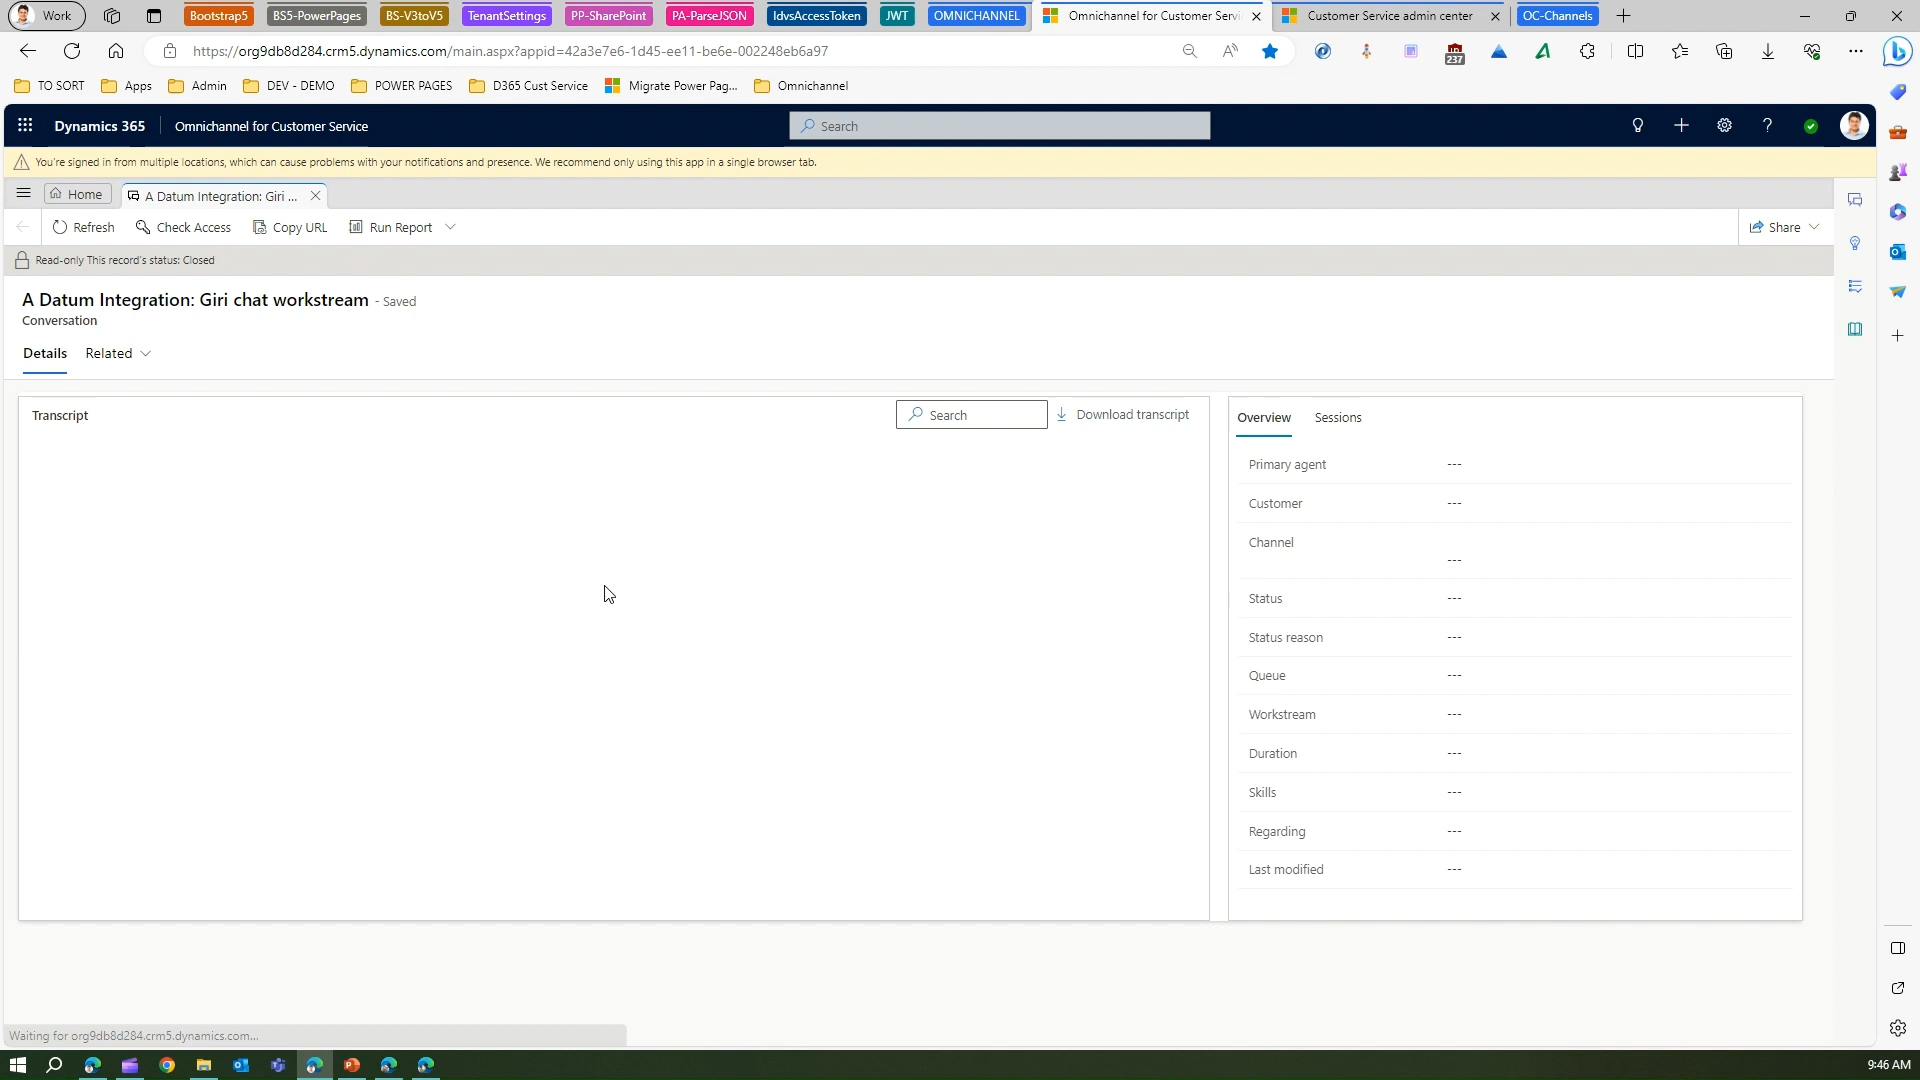 Work
Bootstrap5
BS5-PowerPages
BS-V3toV5
TenantSettings
PP-SharePoint
PA-ParseJSON
IdvsAccessToken
JWT
OMNICHANNEL
Omnichannel for Customer Servi
Customer Service admin center
OC-Channels
https://org9db8d284.crm5.dynamics.com/main.aspx?appid=42a3e7e6-1d45-ee11-be6e-002248eb6a97
237
TO SORT
Apps
Admin
DEV - DEMO
POWER PAGES
D365 Cust Service
Migrate Power Pag...
Omnichannel
Dynamics 365
Omnichannel for Customer Service
Search
You're signed in from multiple locations, which can cause problems with your notifications and presence. We recommend only using this app in a single browser tab.
Home
A Datum Integration: Giri ...
Refresh
Check Access
Copy URL
Run Report
Share
Read-only This record's status: Closed
A Datum Integration: Giri chat workstream - Saved
Conversation
Details
Related
Transcript
Search
Download transcript
Overview
Sessions
Primary agent ---
Customer ---
Channel
---
Status ---
Status reason ---
Queue ---
Workstream ---
Duration ---
Skills ---
Regarding ---
Last modified ---
Waiting for org9db8d284.crm5.dynamics.com...
9:46 AM